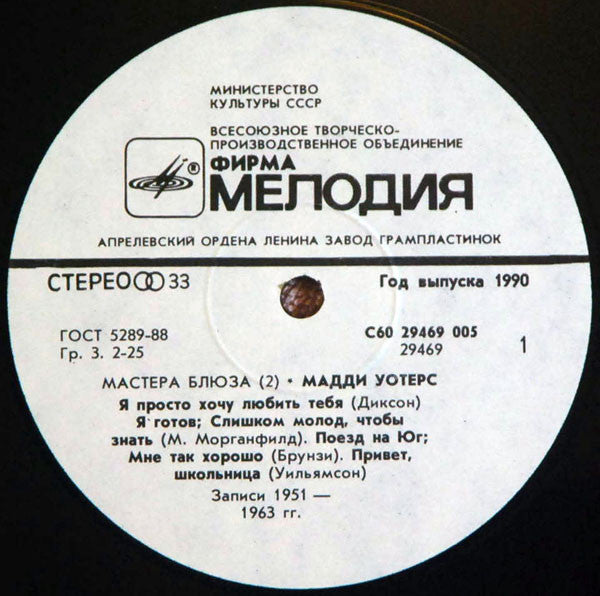 МИНИСТЕРСТВО
КУЛЬТУРЫ СССР
ВСЕСОЮЗНОЕ ТВОРЧЕСКО-
ПРОИЗВОДСТВЕННОЕ ОБЪЕДИНЕНИЕ
®
ФИРМА
МЕЛОДИЯ
АПРЕЛЕВСКИЙ ОРДЕНА ЛЕНИНА ЗАВОД ГРАМПЛАСТИНОК
СТЕРЕО 33
Год выпуска 1990
ГОСТ 5289-88
Гр. 3. 2-25
С60 29469 005
29469
1
МАСТЕРА БЛЮЗА (2) • МАДДИ УОТЕРС
Я просто хочу любить тебя (Диксон)
Я готов; Слишком молод, чтобы
знать (М. Морганфилд). Поезд на Юг;
Мне так хорошо (Брунзи). Привет,
школьница (Уильямсон)
Записи 1951 —
1963 гг.